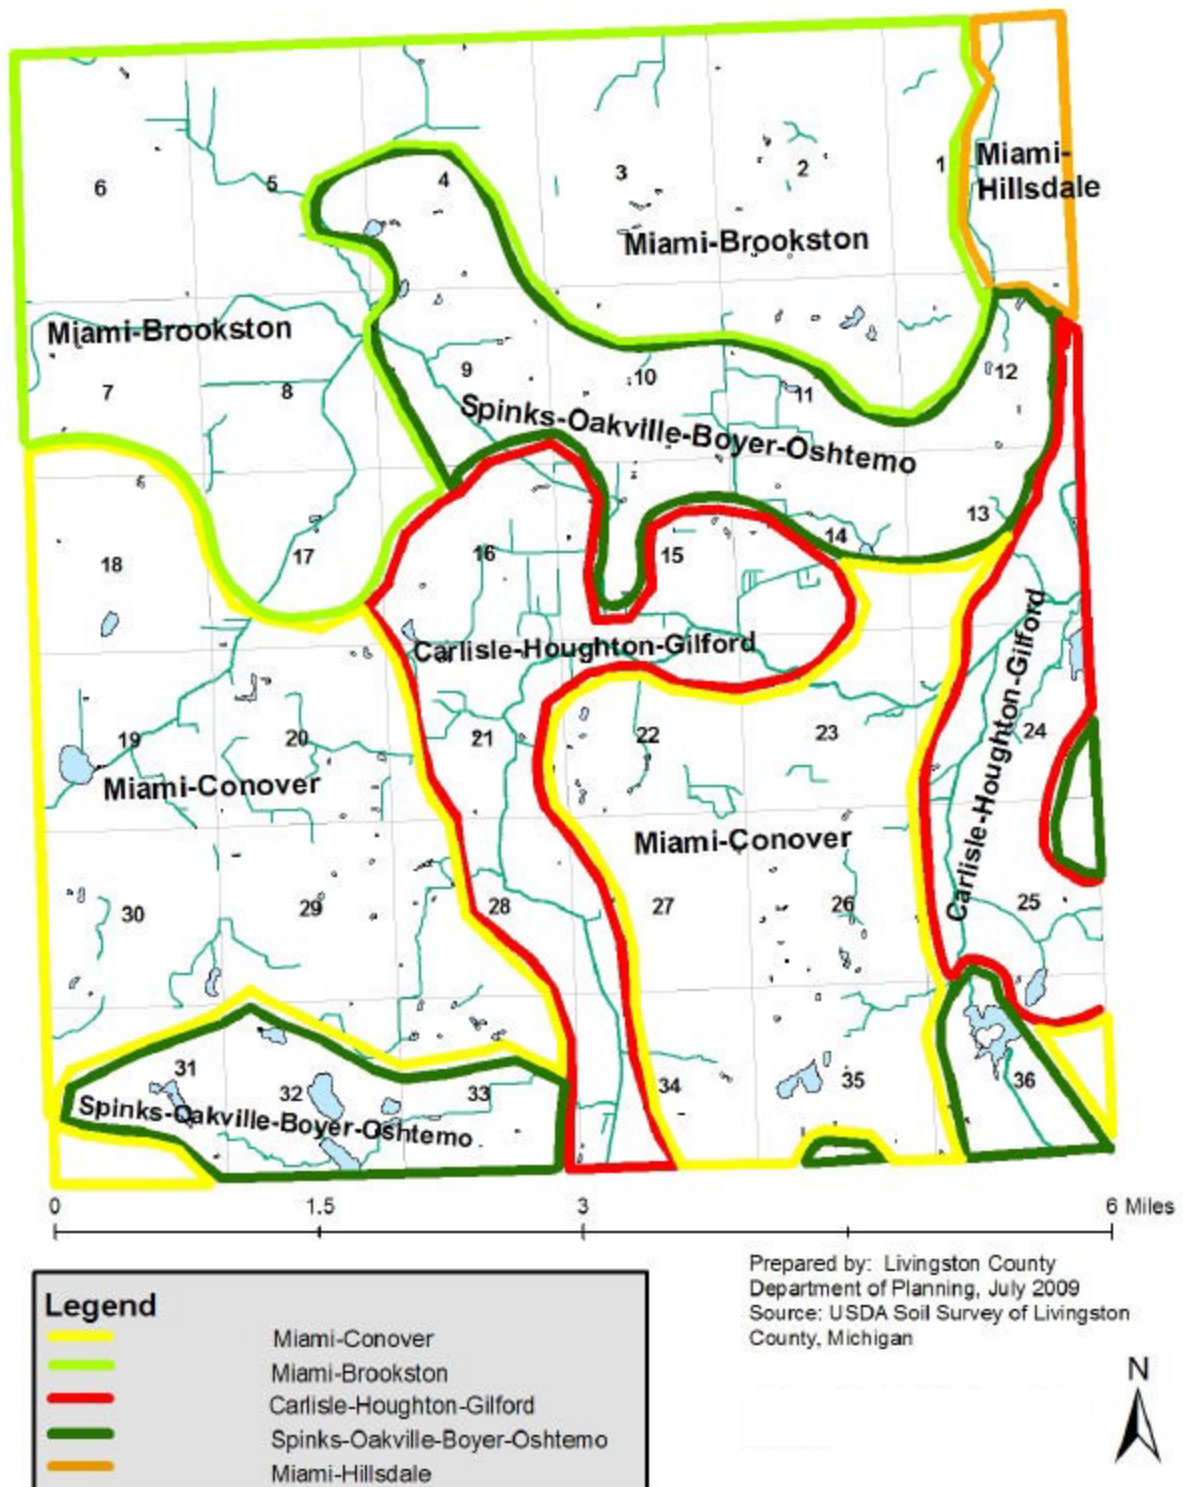 Miami-
Hillsdale
1
2
3
4
5
6
Miami-Brookston
Miami-Brookston
7
8
9
10
11
12
Spinks-Oakville-Boyer-Oshtemo
13
14
15
16
17
18
Carlisle-Houghton-Gilford
Carlisle-Houghton-Gilford
19
20
21
22
23
24
Miami-Conover
Miami-Conover
30
29
28
27
26
25
31
32
33
34
35
36
Spinks-Oakville-Boyer-Oshtemo
0
1.5
3
6 Miles
Prepared by: Livingston County
Department of Planning, July 2009
Source: USDA Soil Survey of Livingston
County, Michigan
N
Legend
Miami-Conover
Miami-Brookston
Carlisle-Houghton-Gilford
Spinks-Oakville-Boyer-Oshtemo
Miami-Hillsdale